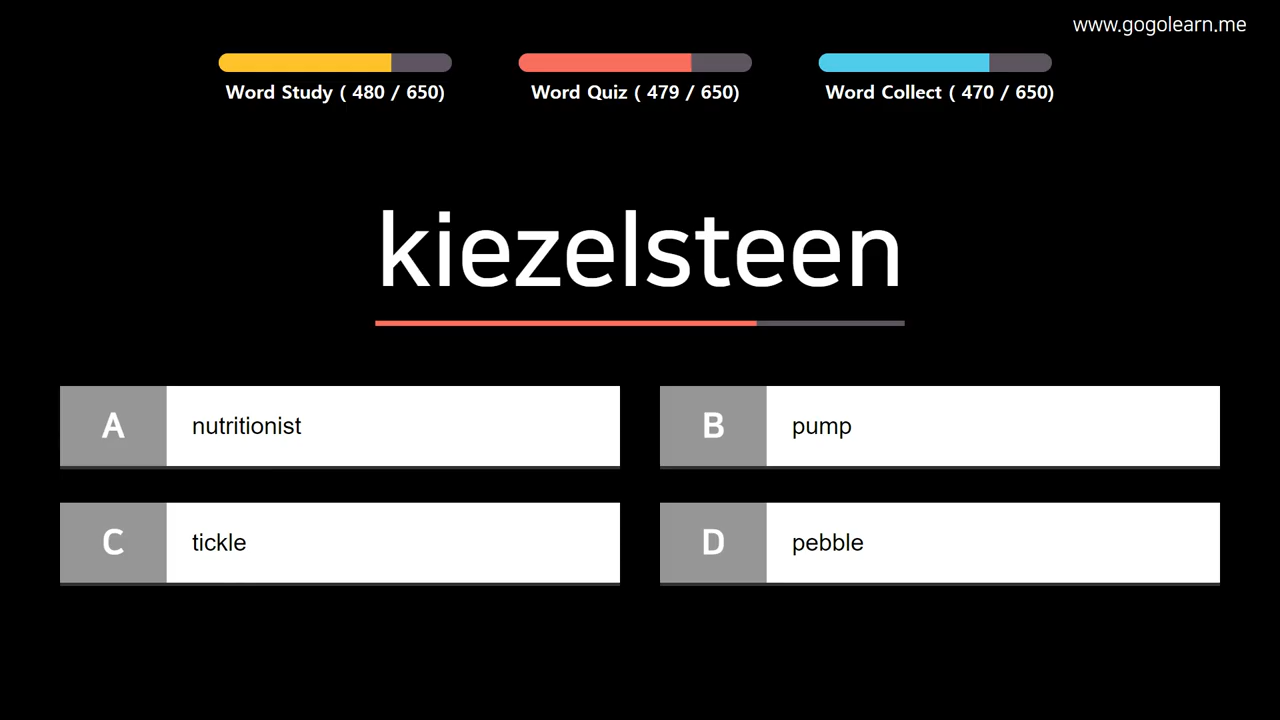 www.gogolearn.me
Word Study ( 480 / 650)
Word Quiz ( 479 / 650)
Word Collect ( 470 / 650)
kiezelsteen
A nutritionist
B pump
C tickle
D pebble